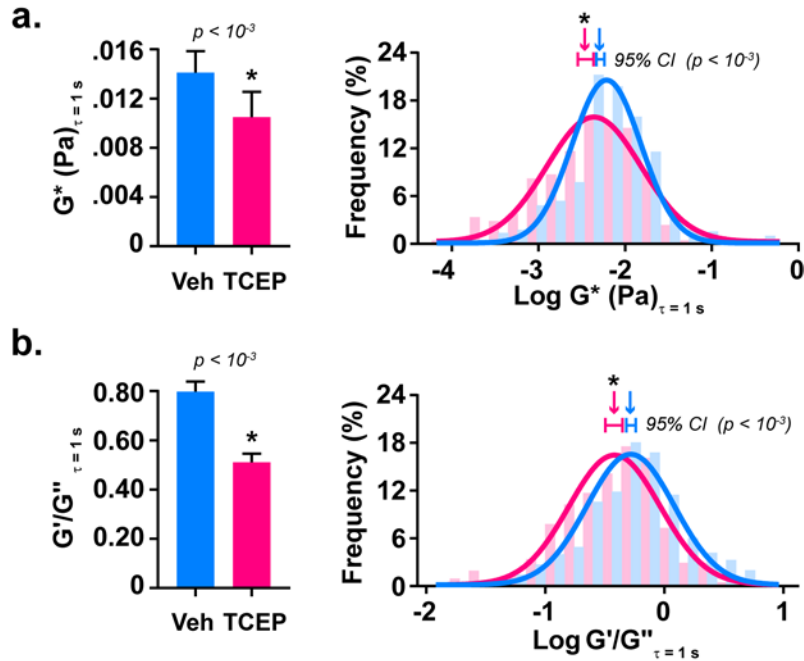 a.
p < 10⁻³
G* (Pa) τ = 1 s
.016
.014
.008
.004
0
*
Veh TCEP
Frequency (%)
24
18
12
6
0
*
95% CI (p < 10⁻³)
-4 -3 -2 -1 0
Log G* (Pa) τ = 1 s
b.
p < 10⁻³
G'/G" τ = 1 s
0.80
0.60
0.50
0.20
0
*
Veh TCEP
Frequency (%)
24
18
12
6
0
*
95% CI (p < 10⁻³)
-2 -1 0 1
Log G'/G" τ = 1 s